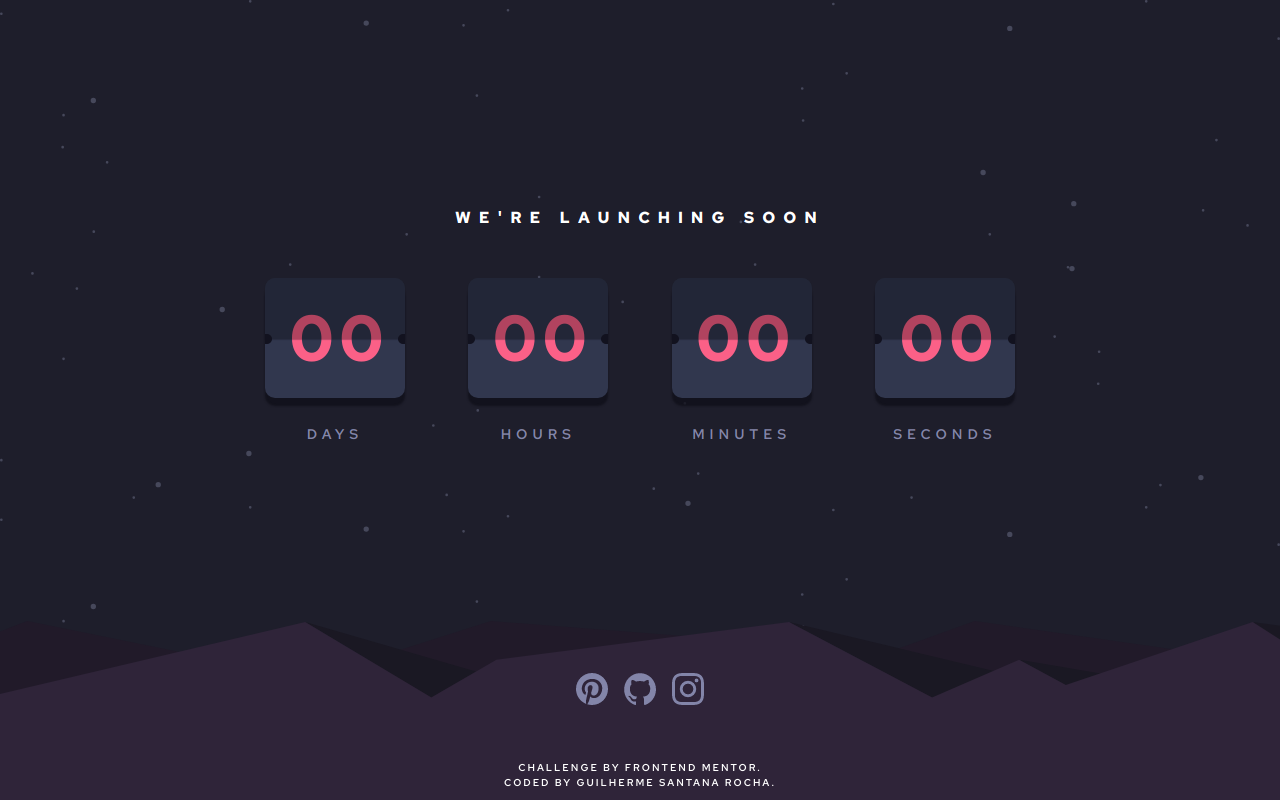 WE'RE LAUNCHING SOON
00 00 00 00
DAYS HOURS MINUTES SECONDS
CHALLENGE BY FRONTEND MENTOR.
CODED BY GUILHERME SANTANA ROCHA.